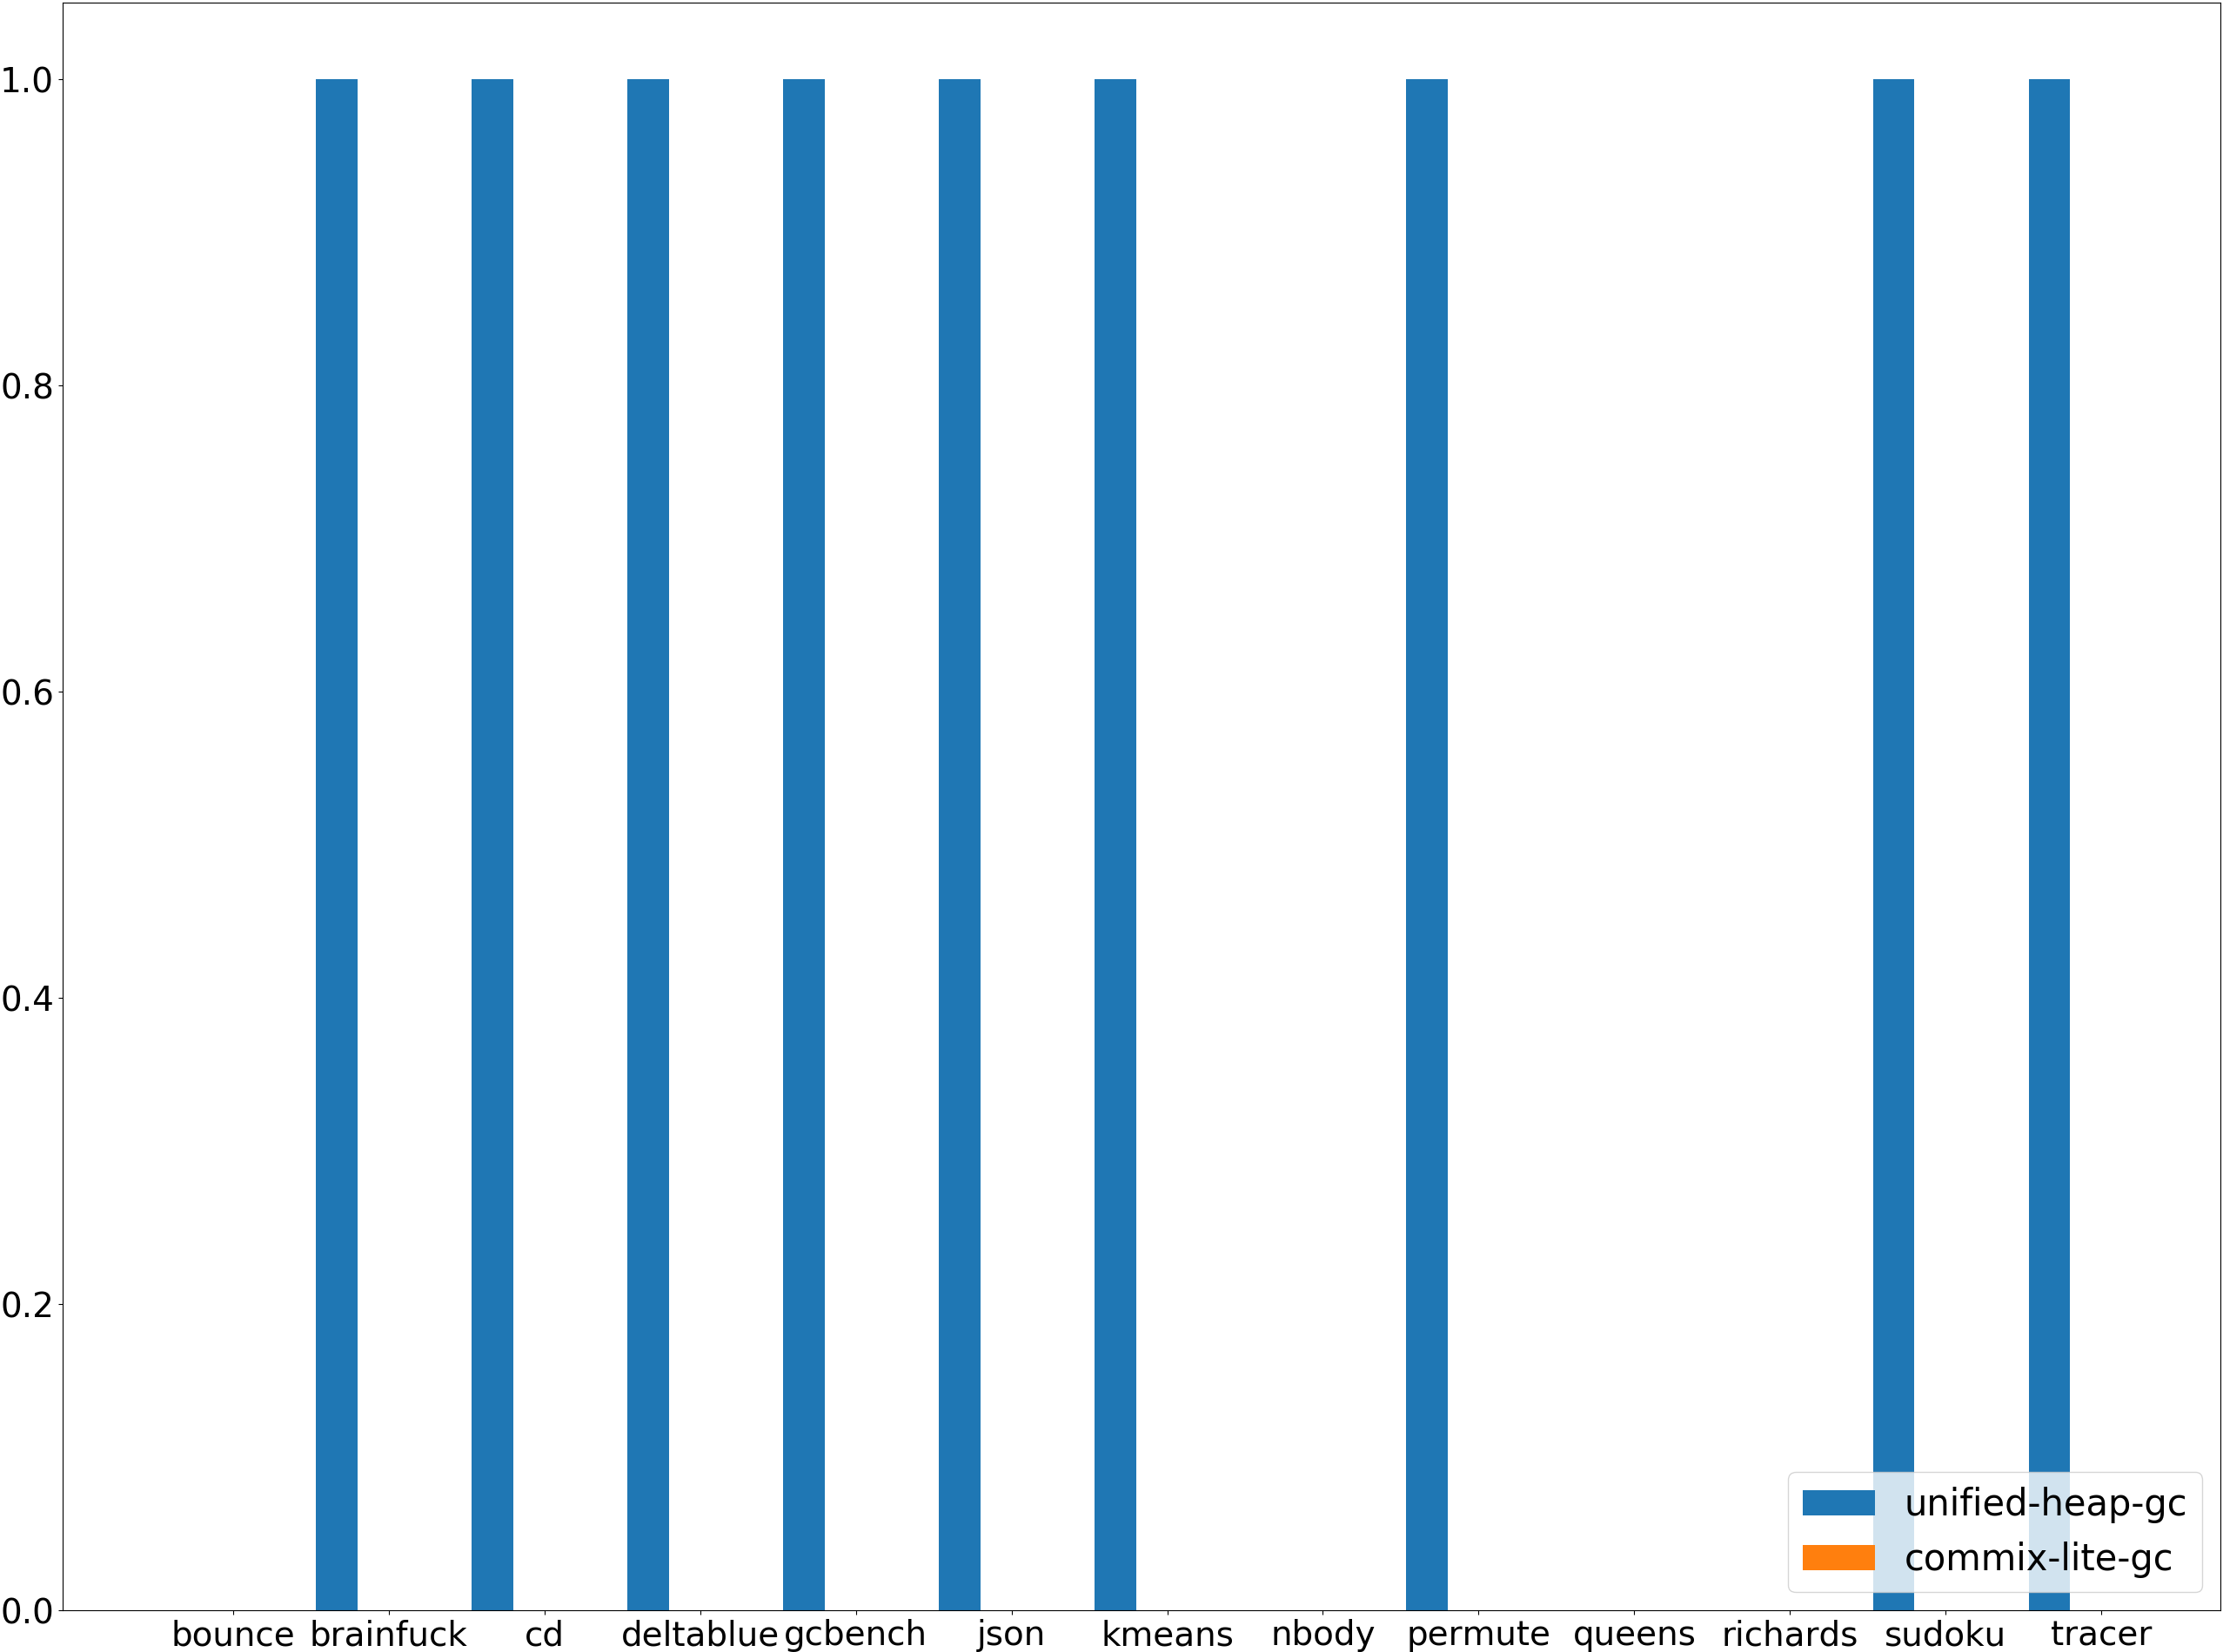 1.0
0.8
0.6
0.4
0.2
0.0
bounce brainfuck cd deltablue gcbench json kmeans nbody permute queens richards sudoku tracer
unified-heap-gc
commix-lite-gc